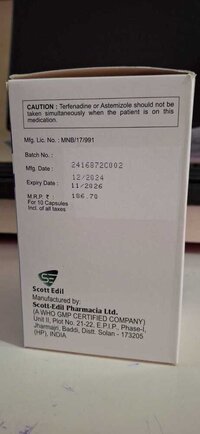 CAUTION : Terfenadine or Astemizole should not be
taken simultaneously when the patient is on this
medication.
Mfg. Lic. No. : MNB/17/991
Batch No. : 2416872C002
Mfg. Date : 12/2024
Expiry Date : 11/2026
M.R.P. ₹ : 106.70
For 10 Capsules
Incl. of all taxes
Scott Edil
Manufactured by:
Scott-Edil Pharmacia Ltd.
(A WHO GMP CERTIFIED COMPANY)
Unit II, Plot No. 21-22, E.P.I.P., Phase-I,
Jharmajri, Baddi, Distt. Solan - 173205
(HP), INDIA